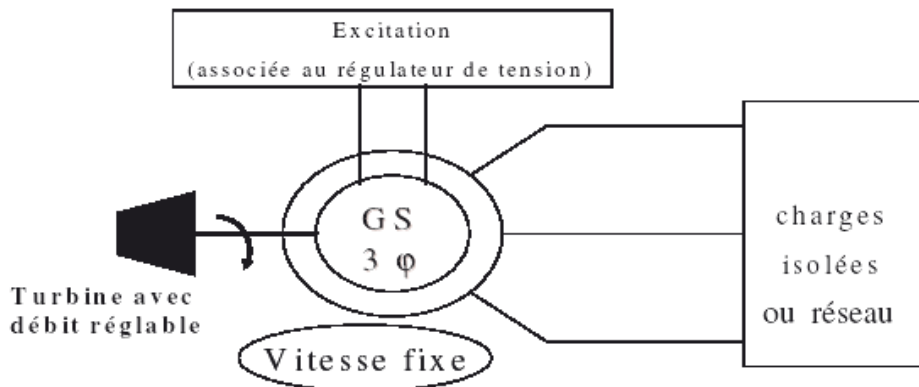 Excitation
(associée au régulateur de tension)
GS
3 φ
charges
isolées
ou réseau
Turbine avec
débit réglable
Vitesse fixe